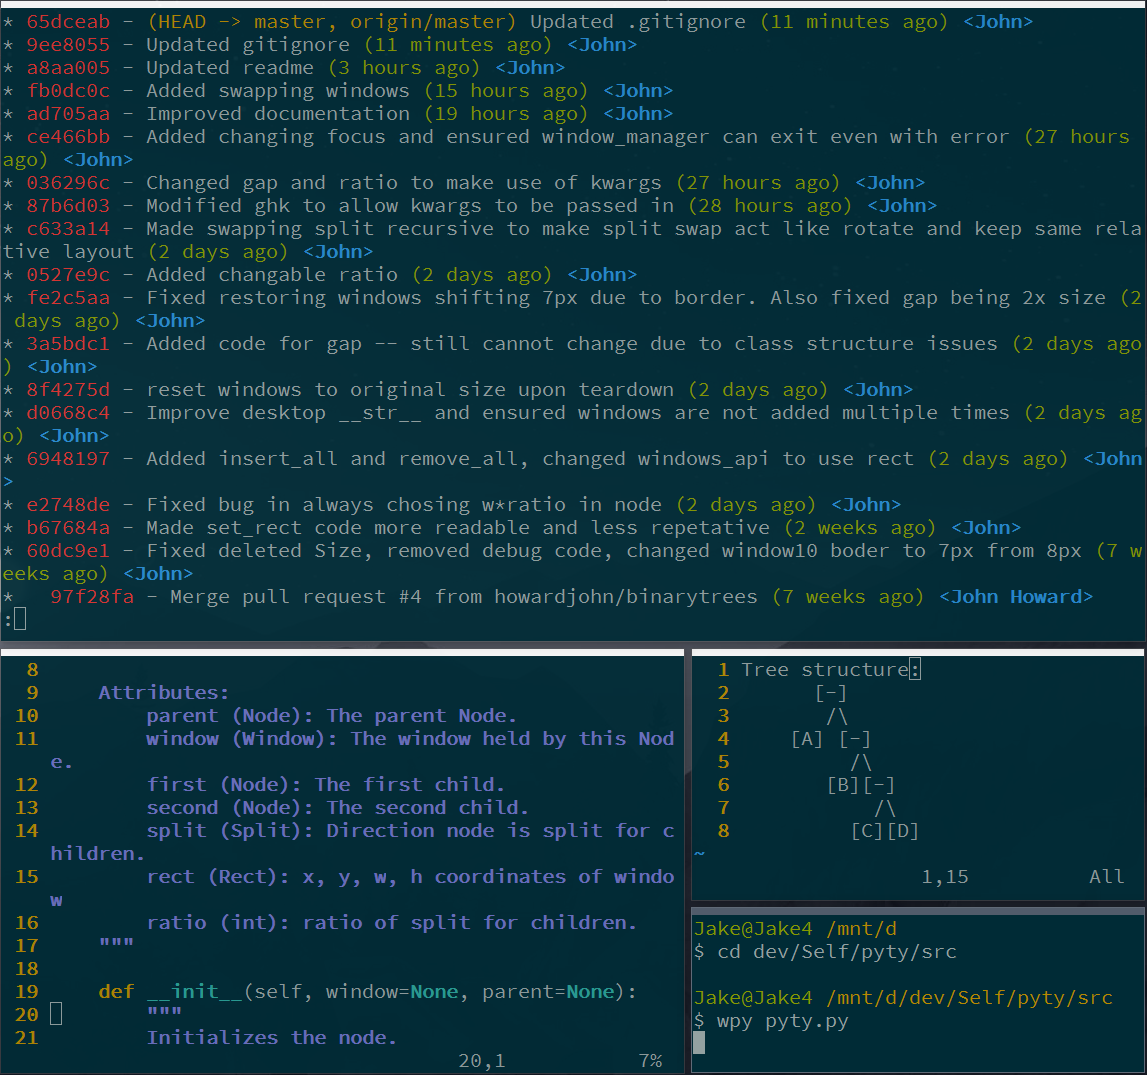 * 65dceab - (HEAD -> master, origin/master) Updated .gitignore (11 minutes ago) <John>
* 9ee8055 - Updated gitignore (11 minutes ago) <John>
* a8aa005 - Updated readme (3 hours ago) <John>
* fb0dc0c - Added swapping windows (15 hours ago) <John>
* ad705aa - Improved documentation (19 hours ago) <John>
* ce466bb - Added changing focus and ensured window_manager can exit even with error (27 hours
ago) <John>
* 036296c - Changed gap and ratio to make use of kwargs (27 hours ago) <John>
* 87b6d03 - Modified ghk to allow kwargs to be passed in (28 hours ago) <John>
* c633a14 - Made swapping split recursive to make split swap act like rotate and keep same rela
tive layout (2 days ago) <John>
* 0527e9c - Added changable ratio (2 days ago) <John>
* fe2c5aa - Fixed restoring windows shifting 7px due to border. Also fixed gap being 2x size (2
 days ago) <John>
* 3a5bdc1 - Added code for gap -- still cannot change due to class structure issues (2 days ago
) <John>
* 8f4275d - reset windows to original size upon teardown (2 days ago) <John>
* d0668c4 - Improve desktop __str__ and ensured windows are not added multiple times (2 days ag
o) <John>
* 6948197 - Added insert_all and remove_all, changed windows_api to use rect (2 days ago) <John
>
* e2748de - Fixed bug in always chosing w*ratio in node (2 days ago) <John>
* b67684a - Made set_rect code more readable and less repetative (2 weeks ago) <John>
* 60dc9e1 - Fixed deleted Size, removed debug code, changed window10 boder to 7px from 8px (7 w
eeks ago) <John>
*   97f28fa - Merge pull request #4 from howardjohn/binarytrees (7 weeks ago) <John Howard>
:
8
9     Attributes:
10         parent (Node): The parent Node.
11         window (Window): The window held by this Nod
e.
12         first (Node): The first child.
13         second (Node): The second child.
14         split (Split): Direction node is split for c
hildren.
15         rect (Rect): x, y, w, h coordinates of windo
w
16         ratio (int): ratio of split for children.
17     """
18
19     def __init__(self, window=None, parent=None):
20         """
21         Initializes the node.
20,1 7%
1 Tree structure:
2       [-]
3        /\
4     [A] [-]
5          /\
6        [B][-]
7            /\
8          [C][D]
~
1,15 All
Jake@Jake4 /mnt/d
$ cd dev/Self/pyty/src
Jake@Jake4 /mnt/d/dev/Self/pyty/src
$ wpy pyty.py